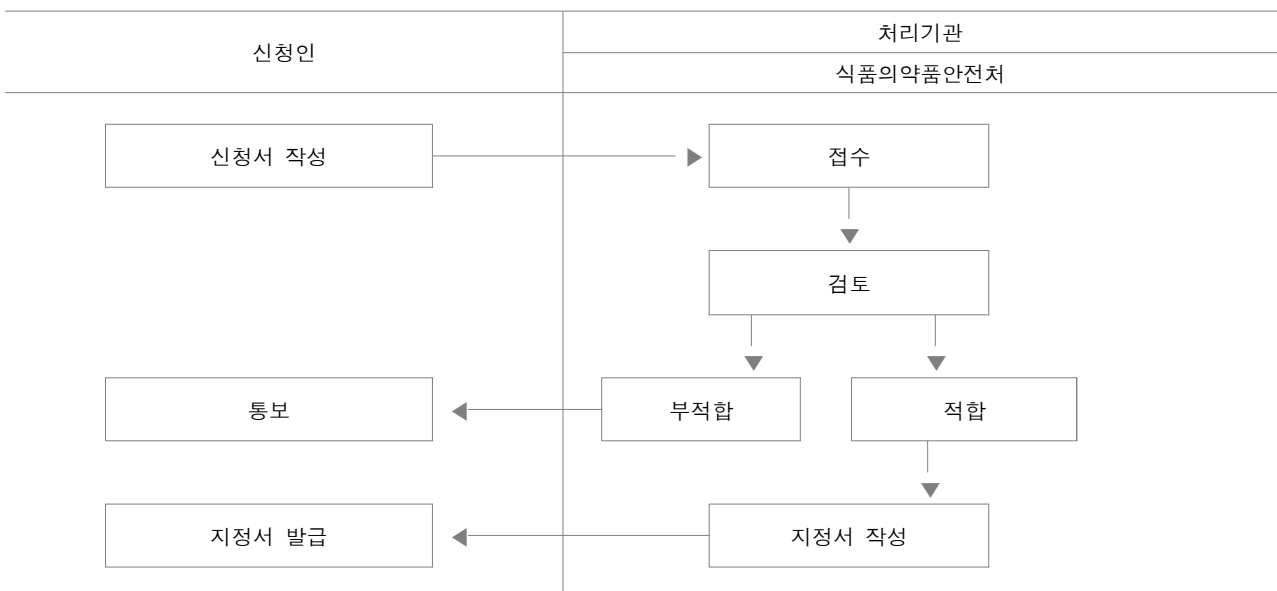 신청인
처리기관
식품의약품안전처
신청서 작성
접수
검토
통보
부적합
적합
지정서 발급
지정서 작성